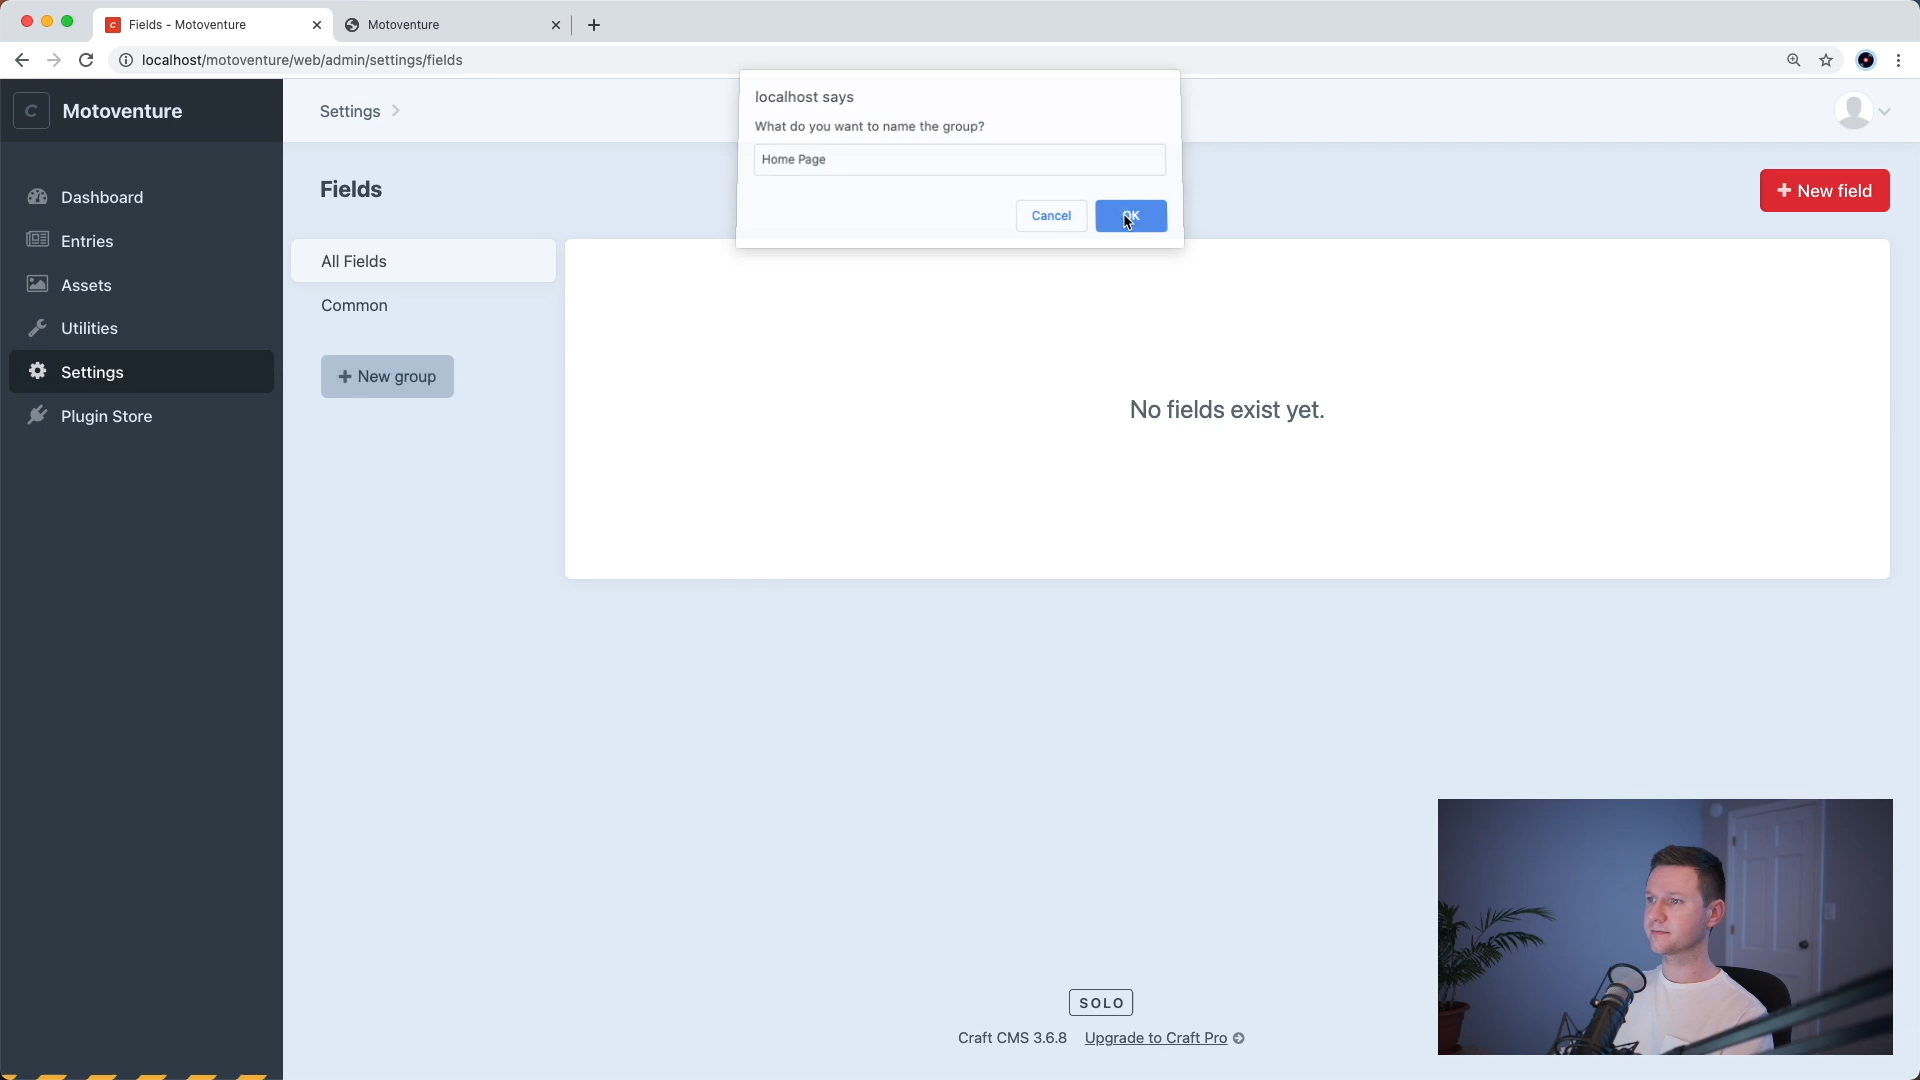 Fields - Motoventure
Motoventure
localhost/motoventure/web/admin/settings/fields
C
Motoventure
Dashboard
Entries
Assets
Utilities
Settings
Plugin Store
Settings
Fields
New field
All Fields
Common
New group
localhost says
What do you want to name the group?
Home Page
Cancel
OK
No fields exist yet.
SOLO
Craft CMS 3.6.8 Upgrade to Craft Pro